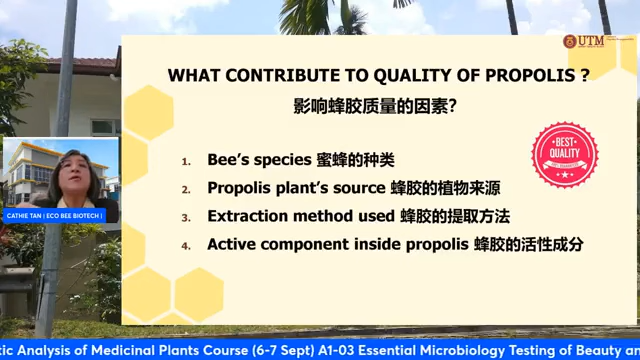 UTM
WHAT CONTRIBUTE TO QUALITY OF PROPOLIS ?
影响蜂胶质量的因素?
1. Bee's species 蜜蜂的种类
2. Propolis plant's source 蜂胶的植物来源
3. Extraction method used 蜂胶的提取方法
4. Active component inside propolis 蜂胶的活性成分
BEST
QUALITY
CATHIE TAN | ECO BEE BIOTECH |
tic Analysis of Medicinal Plants Course (6-7 Sept) A1-03 Essential Microbiology Testing of Beauty an